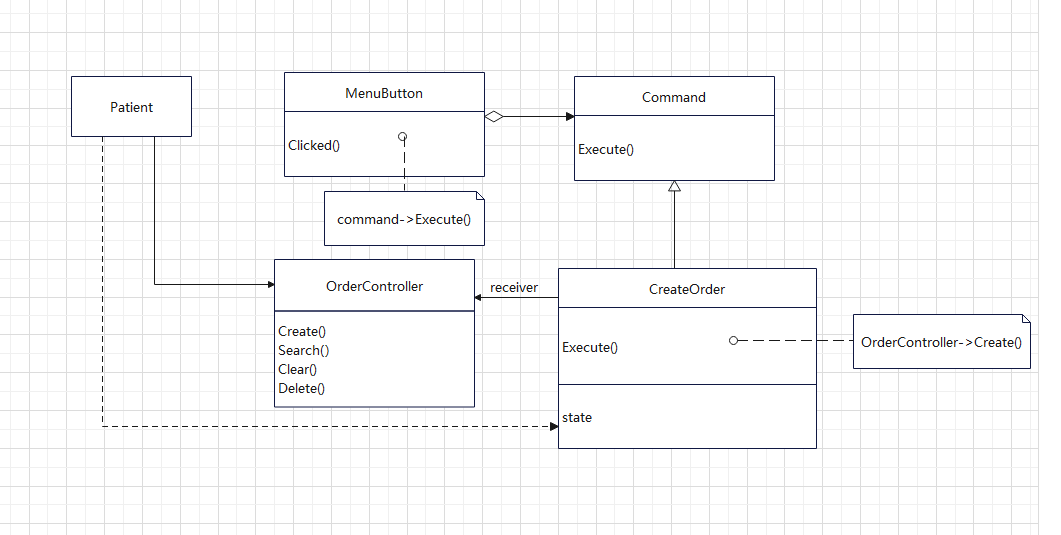 Patient
MenuButton
Clicked()
command->Execute()
Command
Execute()
OrderController
Create()
Search()
Clear()
Delete()
receiver
CreateOrder
Execute()
state
OrderController->Create()